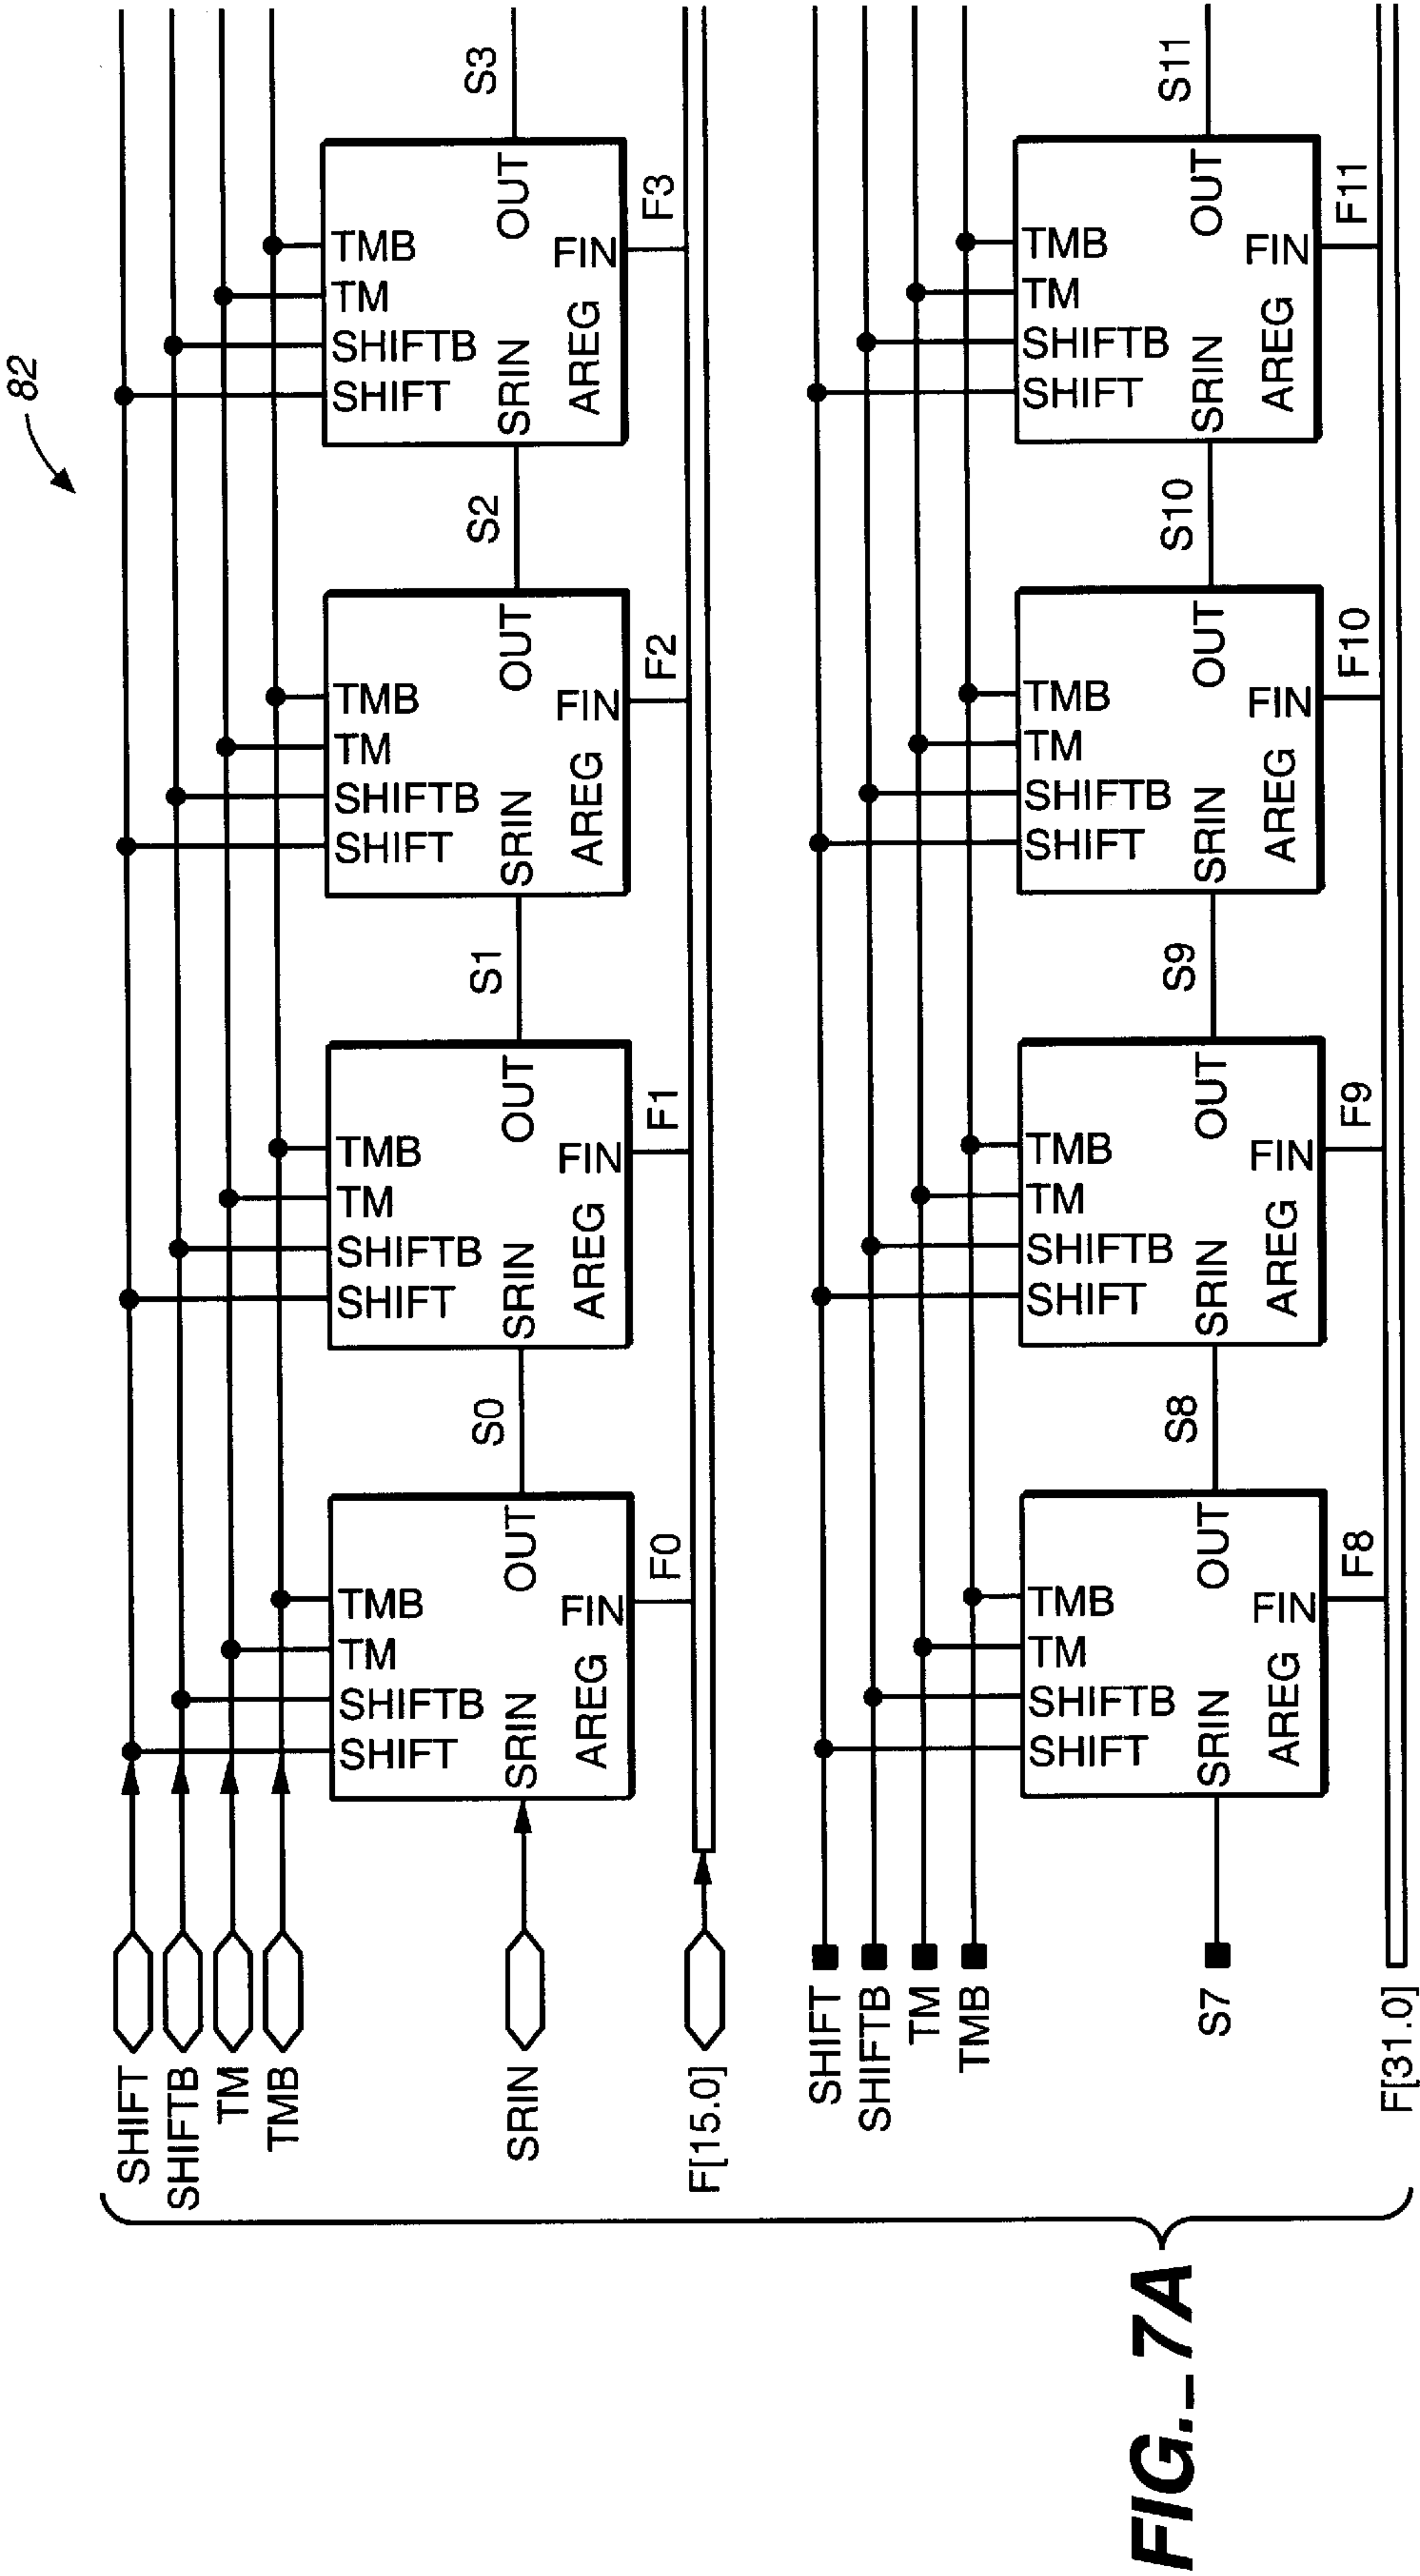 82
SHIFT
SHIFTB
TM
TMB
SRIN
F[15.0]
SHIFT
SHIFTB
TM
TMB
SRIN
AREG
FIN
OUT
F0
S0
SHIFT
SHIFTB
TM
TMB
SRIN
AREG
FIN
OUT
F1
S1
SHIFT
SHIFTB
TM
TMB
SRIN
AREG
FIN
OUT
F2
S2
SHIFT
SHIFTB
TM
TMB
SRIN
AREG
FIN
OUT
F3
S3
SHIFT
SHIFTB
TM
TMB
S7
F[31.0]
SHIFT
SHIFTB
TM
TMB
SRIN
AREG
FIN
OUT
F8
S8
SHIFT
SHIFTB
TM
TMB
SRIN
AREG
FIN
OUT
F9
S9
SHIFT
SHIFTB
TM
TMB
SRIN
AREG
FIN
OUT
F10
S10
SHIFT
SHIFTB
TM
TMB
SRIN
AREG
FIN
OUT
F11
S11
FIG._7A